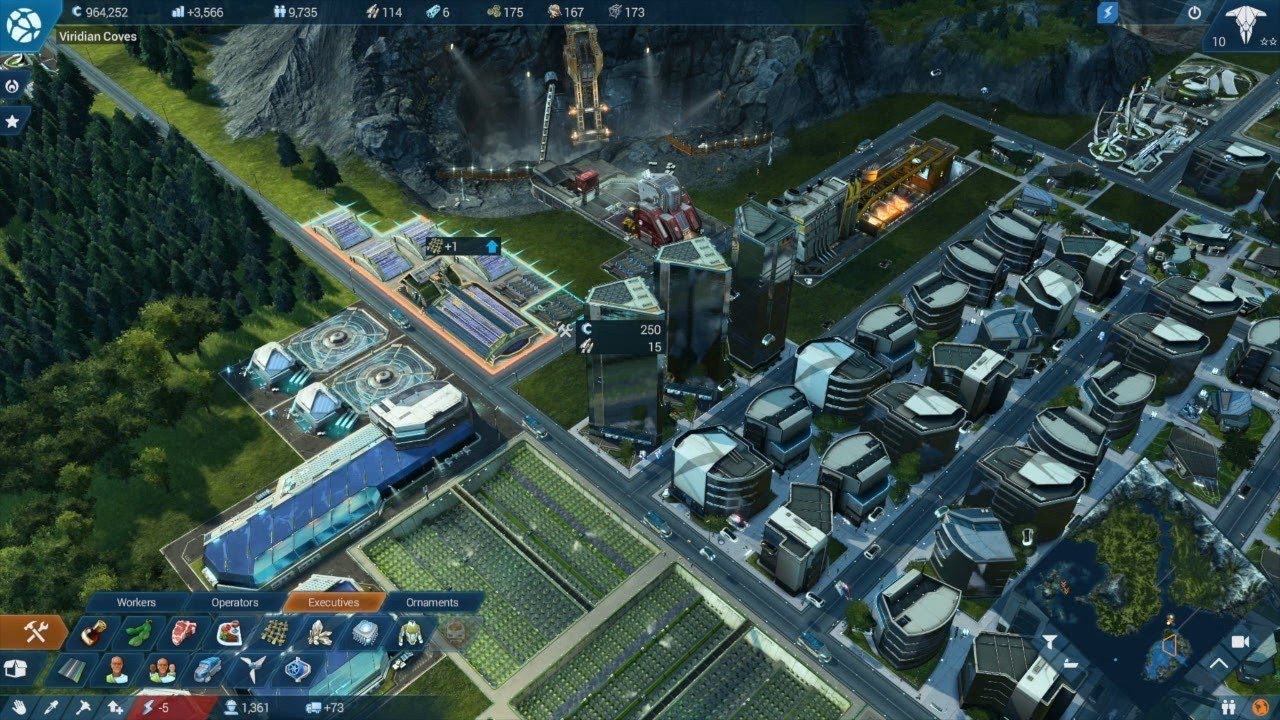 964,252 +3,566 9,735 114 6 175 167 173
10
Viridian Coves
+1
250
15
Workers Operators Executives Ornaments
-5 1,361 +73